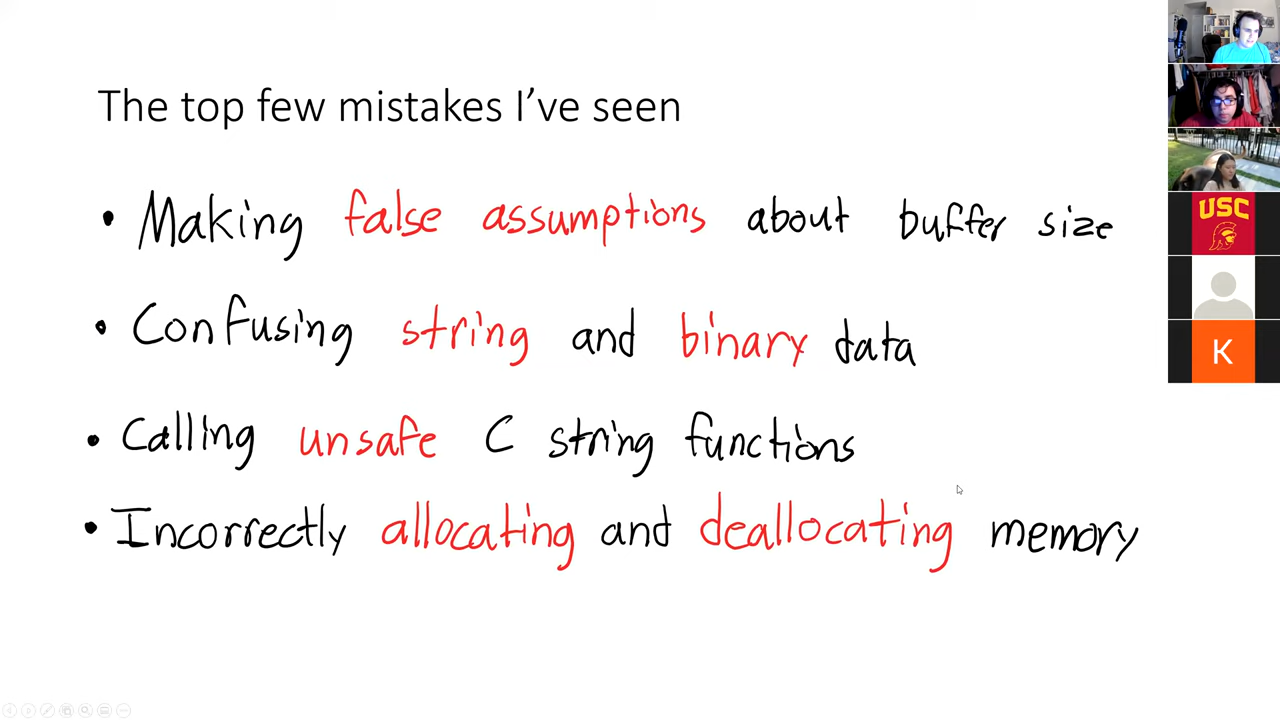 The top few mistakes I've seen
• Making false assumptions about buffer size
• Confusing string and binary data
• Calling unsafe C string functions
• Incorrectly allocating and deallocating memory
USC
K